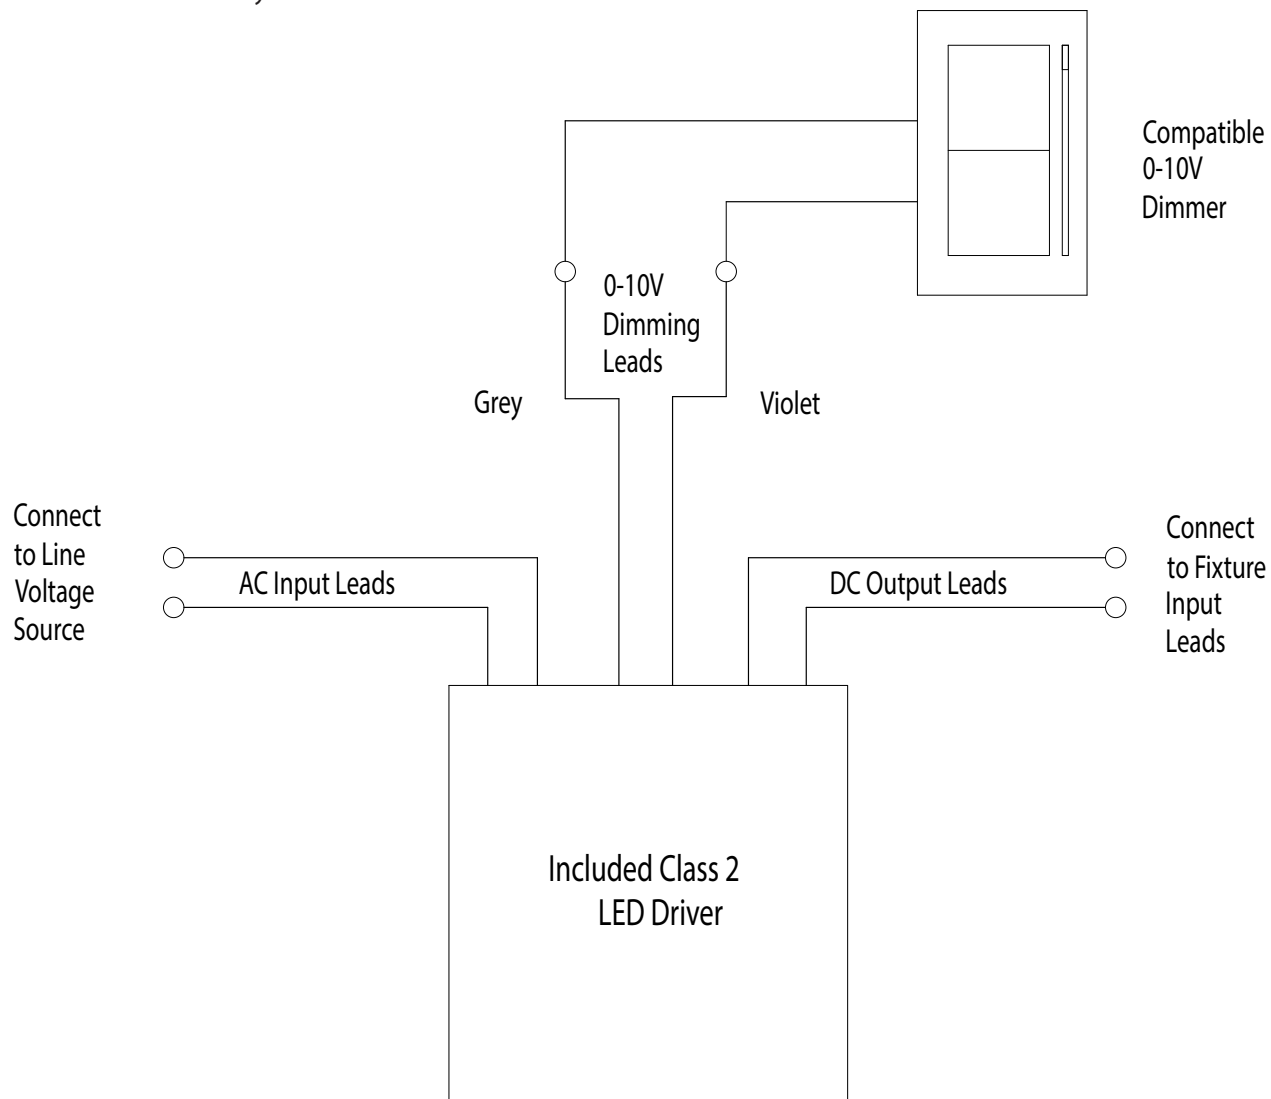 Compatible
0-10V
Dimmer
0-10V
Dimming
Leads
Grey
Violet
Connect
to Line
Voltage
Source
AC Input Leads
DC Output Leads
Connect
to Fixture
Input
Leads
Included Class 2
LED Driver